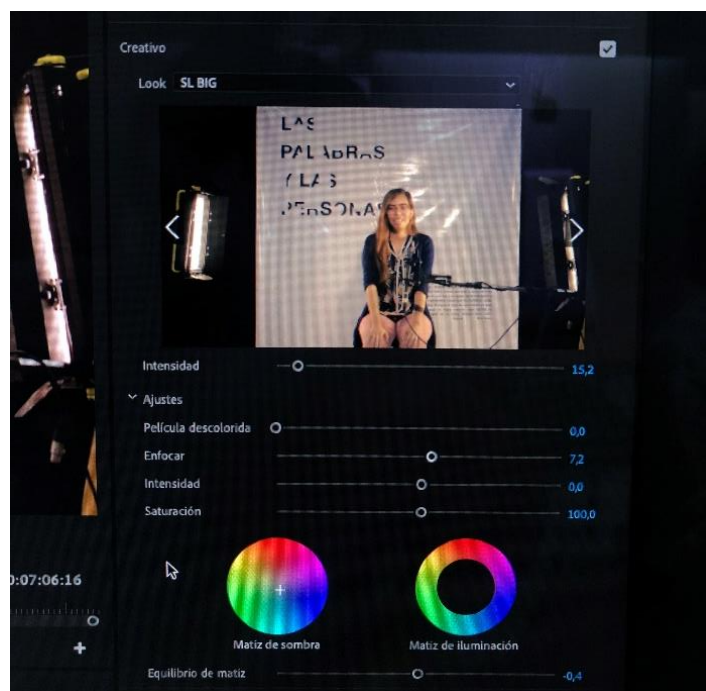 Creativo
Look SL BIG
LAS
PALABRAS
Y LAS
PERSONAS
Intensidad 15,2
Ajustes
Película descolorida 0,0
Enfocar 7,2
Intensidad 0,0
Saturación 100,0
0:07:06:16
Matiz de sombra
Matiz de iluminación
Equilibrio de matiz -0,4